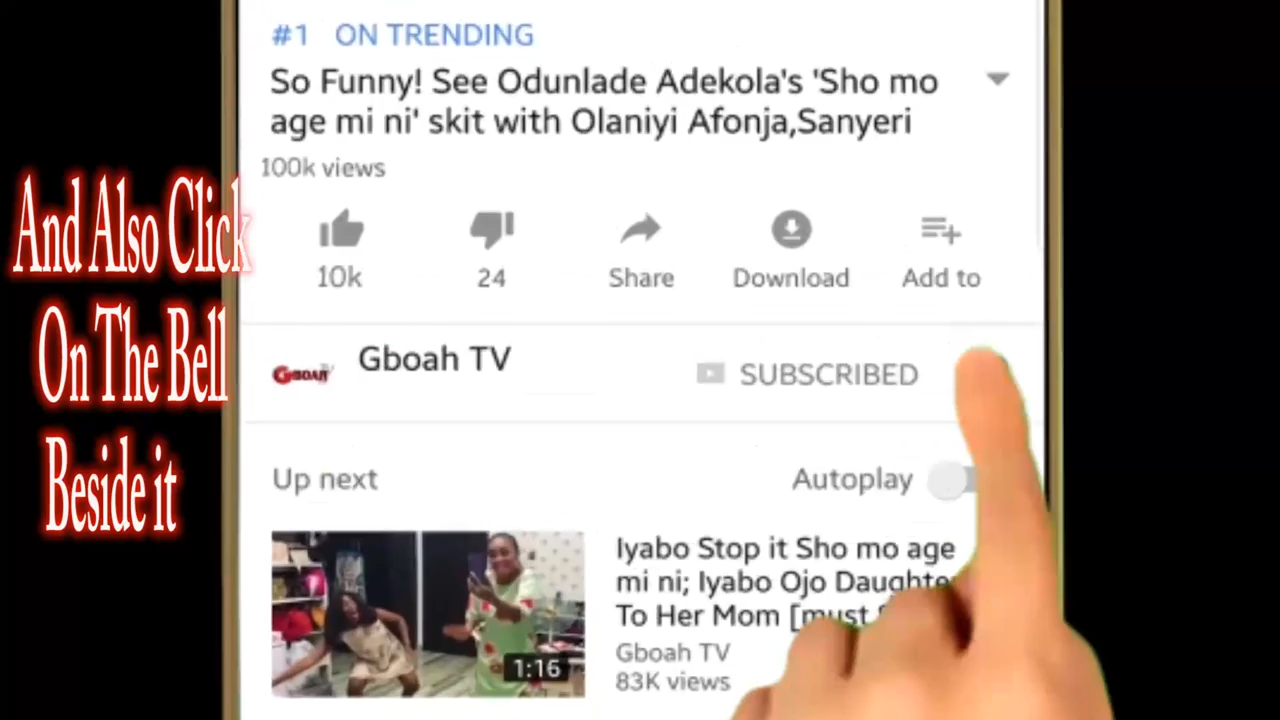 #1 ON TRENDING
So Funny! See Odunlade Adekola's 'Sho mo
age mi ni' skit with Olaniyi Afonja,Sanyeri
100k views
10k
24
Share
Download
Add to
And Also Click
On The Bell
Beside it
GBOAH TV
Gboah TV
SUBSCRIBED
Up next
Autoplay
1:16
Iyabo Stop it Sho mo age
mi ni; Iyabo Ojo Daughter
To Her Mom [must
Gboah TV
83K views